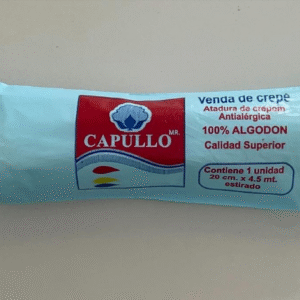 CAPULLO MR.
Venda de crepé
Atadura de crepom
Antialérgica
100% ALGODON
Calidad Superior
Contiene 1 unidad
20 cm. x 4.5 mt.
estirado